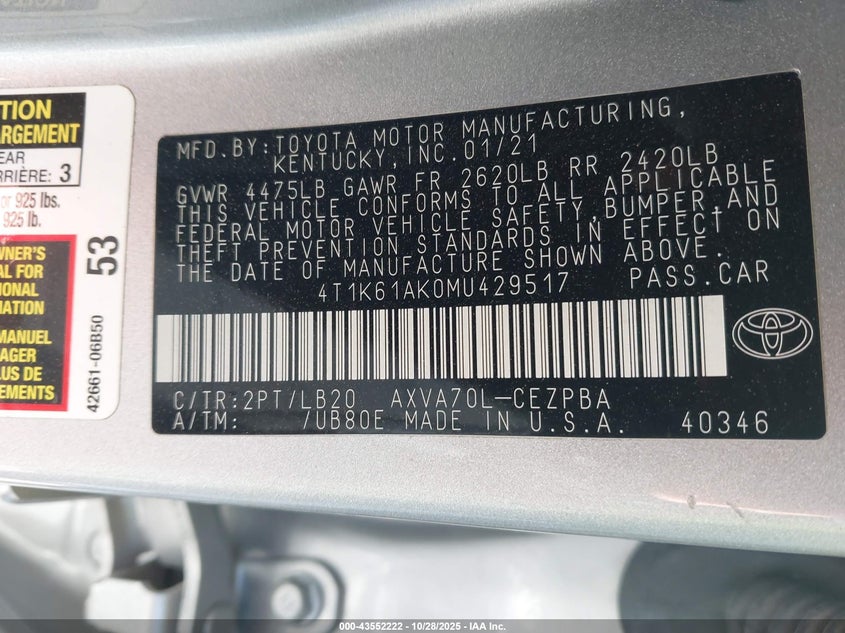 TION
ARGEMENT
EAR
RRIÈRE: 3
or 925 lbs.
925 lb.
OWNER'S
AL FOR
IONAL
MATION
MANUEL
AGER
LUS DE
EMENTS
53
42661-06B50
MFD.BY:TOYOTA MOTOR MANUFACTURING,
KENTUCKY,INC.01/21
GVWR 4475LB GAWR FR 2620LB RR 2420LB
THIS VEHICLE CONFORMS TO ALL APPLICABLE
FEDERAL MOTOR VEHICLE SAFETY,BUMPER,AND
THEFT PREVENTION STANDARDS IN EFFECT ON
THE DATE OF MANUFACTURE SHOWN ABOVE.
4T1K61AK0MU429517 PASS.CAR
C/TR:2PT/LB20 AXVA70L-CEZPBA
A/TM: /UB80E MADE IN U.S.A. 40346
000-43552222 | 10/28/2025 - IAA Inc.